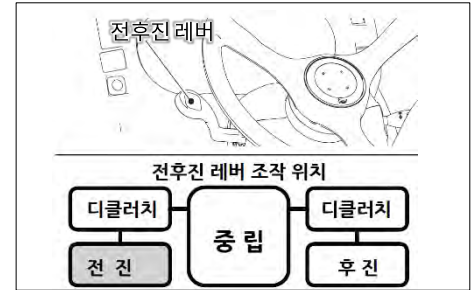 전후진 레버
전후진 레버 조작 위치
디클러치
디클러치
중 립
전 진
후 진